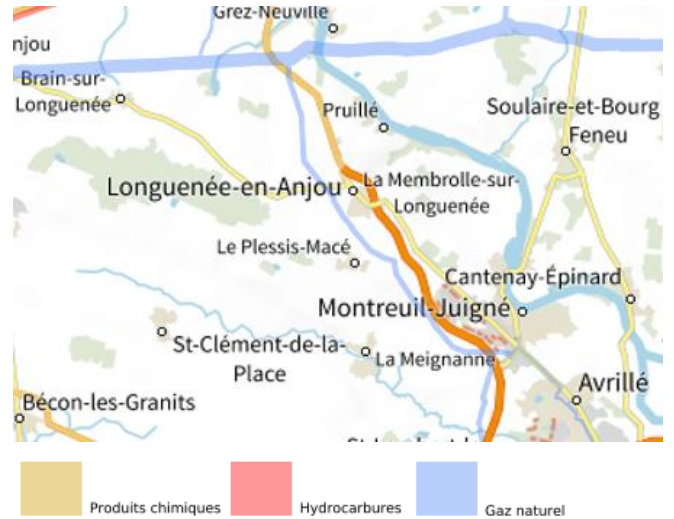 Grez-Neuville
njou
Brain-sur-
Longuenée
Pruillé
Soulaire-et-Bourg
Feneu
Longuenée-en-Anjou
La Membrolle-sur-
Longuenée
Le Plessis-Macé
Cantenay-Épinard
Montreuil-Juigné
St-Clément-de-la-
Place
La Meignanne
Avrillé
Bécon-les-Granits
Produits chimiques
Hydrocarbures
Gaz naturel